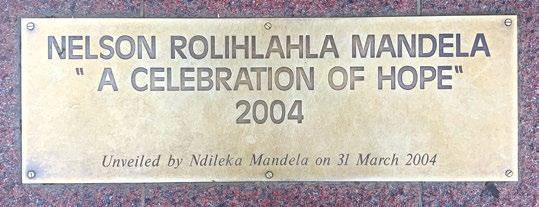 NELSON ROLIHLAHLA MANDELA
" A CELEBRATION OF HOPE"
2004
Unveiled by Ndileka Mandela on 31 March 2004